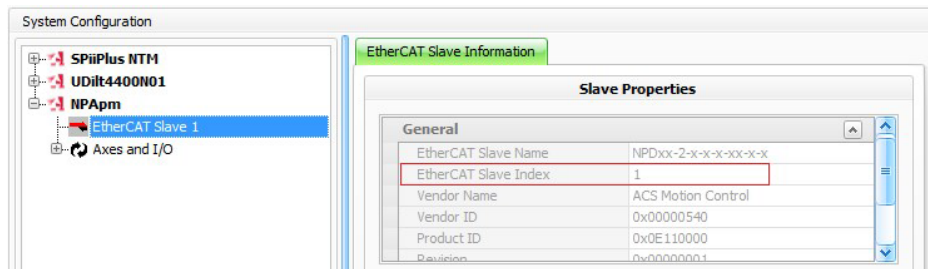 System Configuration
SPiiPlus NTM
UDilt4400N01
NPApm
EtherCAT Slave 1
Axes and I/O
EtherCAT Slave Information
Slave Properties
General
EtherCAT Slave Name NPDxx-2-x-x-x-xx-x-x
EtherCAT Slave Index 1
Vendor Name ACS Motion Control
Vendor ID 0x00000540
Product ID 0x0E110000
Revision 0x00000001